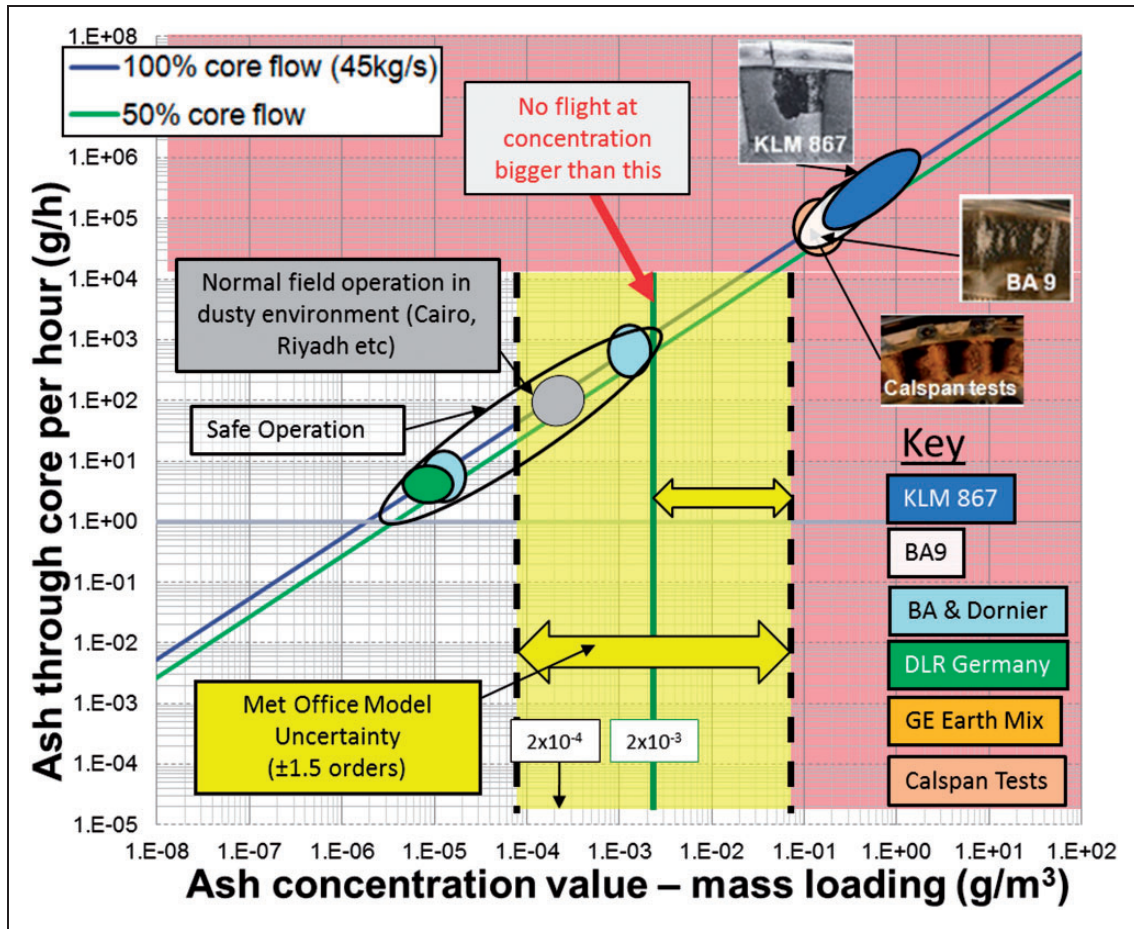 1.E+08
1.E+07
1.E+06
1.E+05
1.E+04
1.E+03
1.E+02
1.E+01
1.E+00
1.E-01
1.E-02
1.E-03
1.E-04
1.E-05
Ash through core per hour (g/h)
100% core flow (45kg/s)
50% core flow
No flight at
concentration
bigger than this
KLM 867
BA 9
Calspan tests
Normal field operation in
dusty environment (Cairo,
Riyadh etc)
Safe Operation
Met Office Model
Uncertainty
(±1.5 orders)
2x10⁻⁴
2x10⁻³
Key
KLM 867
BA9
BA & Dornier
DLR Germany
GE Earth Mix
Calspan Tests
1.E-08 1.E-07 1.E-06 1.E-05 1.E-04 1.E-03 1.E-02 1.E-01 1.E+00 1.E+01 1.E+02
Ash concentration value – mass loading (g/m³)